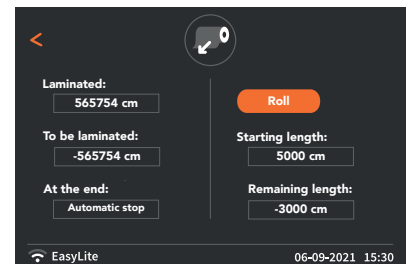 <
Laminated:
565754 cm
To be laminated:
-565754 cm
At the end:
Automatic stop
Roll
Starting length:
5000 cm
Remaining length:
-3000 cm
EasyLite
06-09-2021 15:30